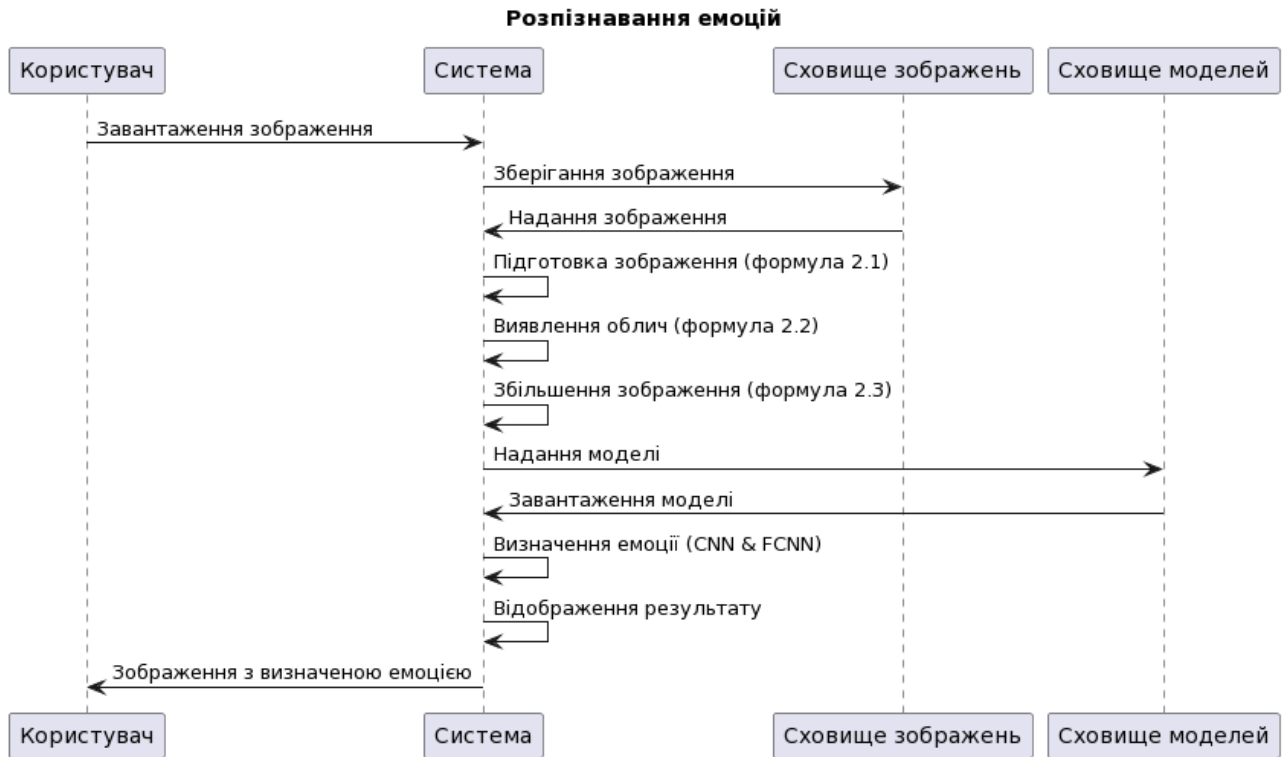 Розпізнавання емоцій
Користувач Система Сховище зображень Сховище моделей
Завантаження зображення
Зберігання зображення
Надання зображення
Підготовка зображення (формула 2.1)
Виявлення облич (формула 2.2)
Збільшення зображення (формула 2.3)
Надання моделі
Завантаження моделі
Визначення емоції (CNN & FCNN)
Відображення результату
Зображення з визначеною емоцією
Користувач Система Сховище зображень Сховище моделей